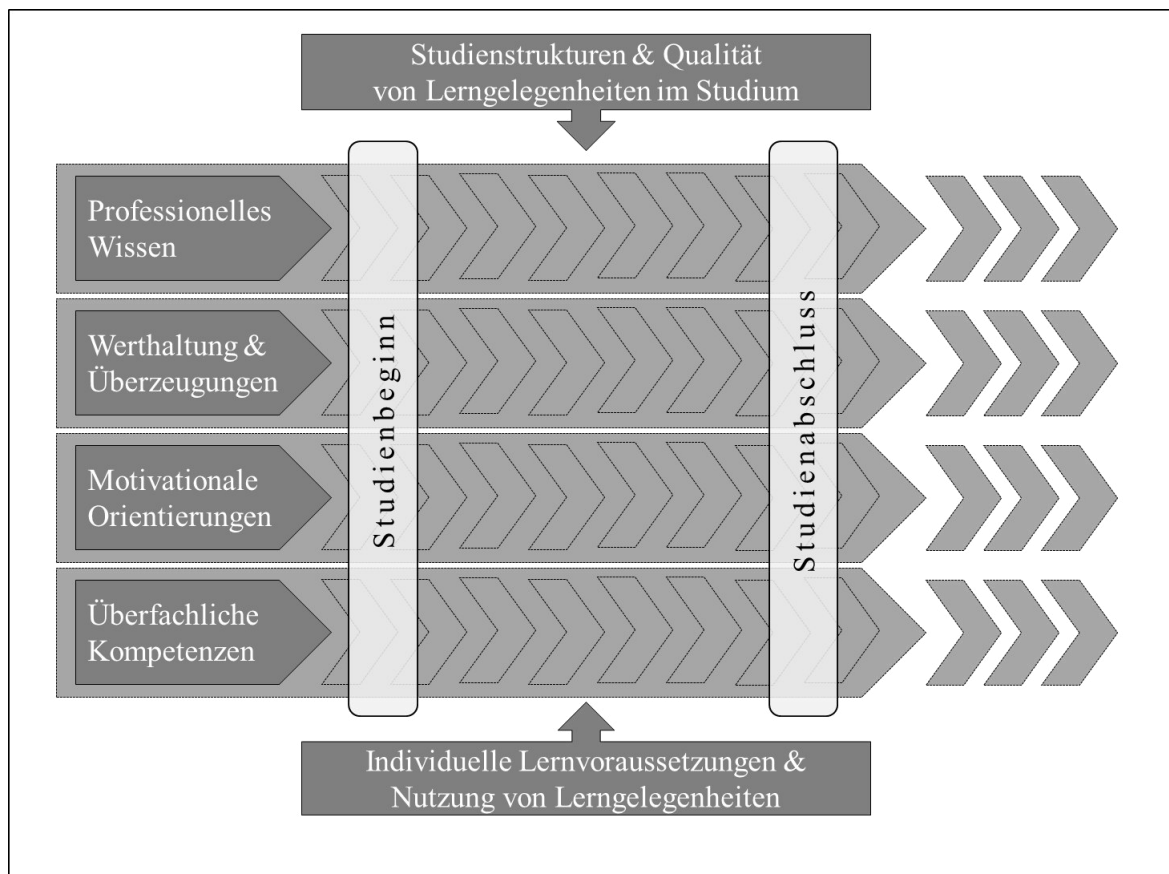 Studienstrukturen & Qualität
von Lerngelegenheiten im Studium
Professionelles
Wissen
Werthaltung &
Überzeugungen
Motivationale
Orientierungen
Überfachliche
Kompetenzen
Studienbeginn
Studienabschluss
Individuelle Lernvoraussetzungen &
Nutzung von Lerngelegenheiten